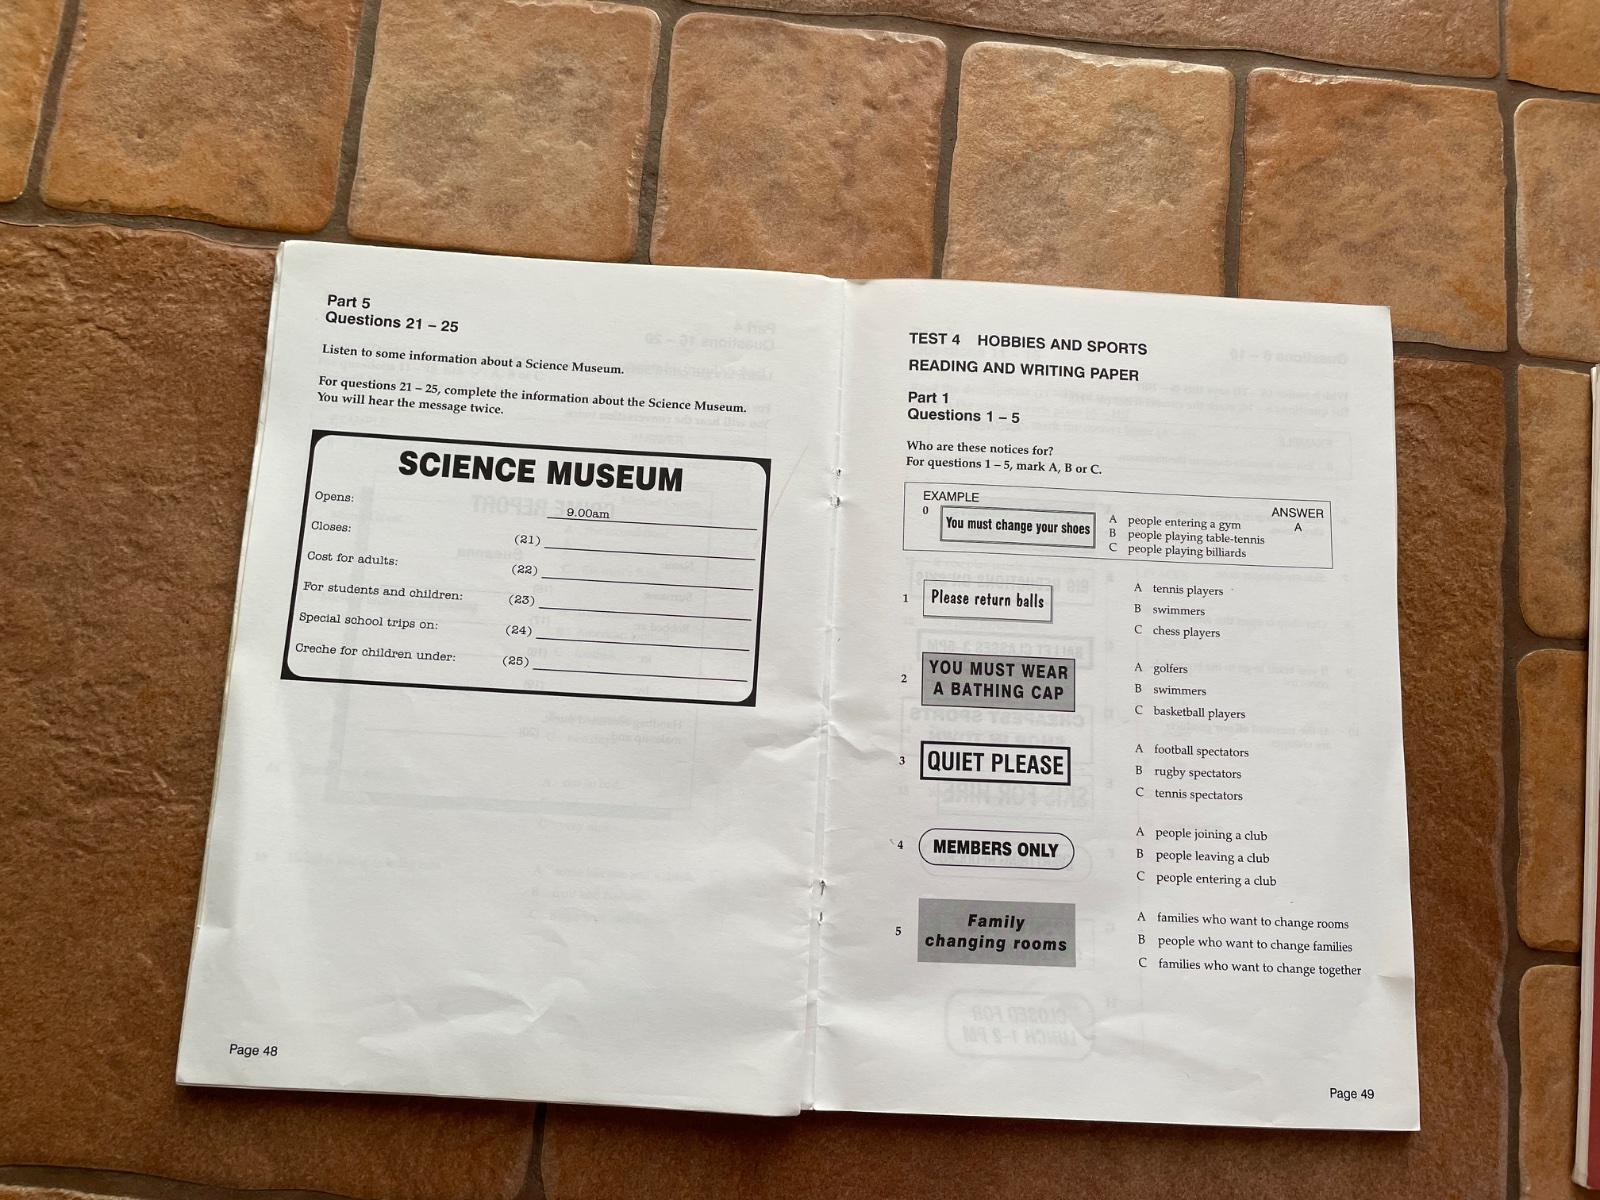 Part 5
Questions 21 – 25
Listen to some information about a Science Museum.
For questions 21 – 25, complete the information about the Science Museum.
You will hear the message twice.
SCIENCE MUSEUM
Opens: 9.00am
Closes: (21)
Cost for adults: (22)
For students and children: (23)
Special school trips on: (24)
Creche for children under: (25)
Page 48
TEST 4 HOBBIES AND SPORTS
READING AND WRITING PAPER
Part 1
Questions 1 – 5
Who are these notices for?
For questions 1 – 5, mark A, B or C.
EXAMPLE
ANSWER
0 You must change your shoes
A people entering a gym
B people playing table-tennis
C people playing billiards
A
1 Please return balls
A tennis players
B swimmers
C chess players
2 YOU MUST WEAR
A BATHING CAP
A golfers
B swimmers
C basketball players
3 QUIET PLEASE
A football spectators
B rugby spectators
C tennis spectators
4 MEMBERS ONLY
A people joining a club
B people leaving a club
C people entering a club
5 Family
changing rooms
A families who want to change rooms
B people who want to change families
C families who want to change together
Page 49